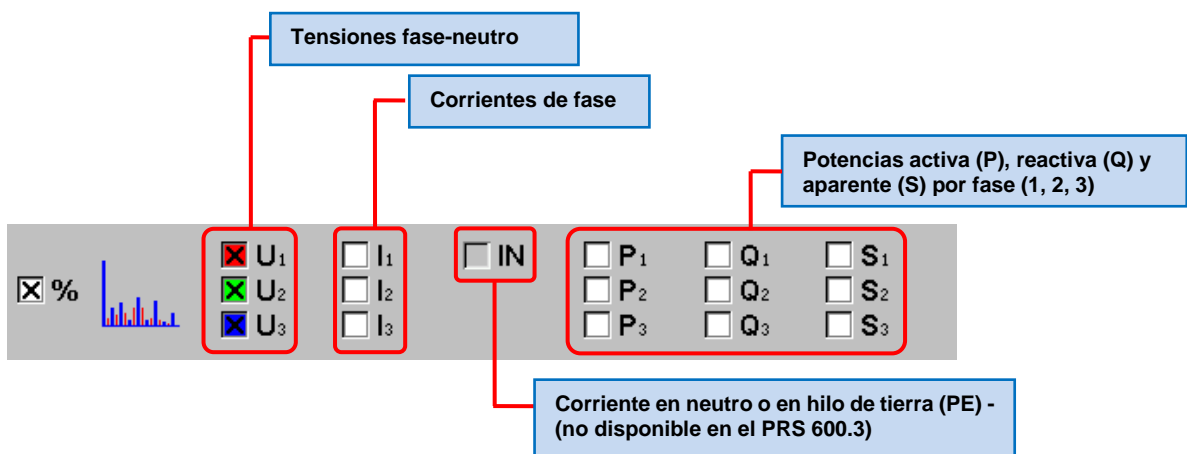 Tensiones fase-neutro
Corrientes de fase
Potencias activa (P), reactiva (Q) y
aparente (S) por fase (1, 2, 3)
% U₁ I₁ IN P₁ Q₁ S₁
U₂ I₂ P₂ Q₂ S₂
U₃ I₃ P₃ Q₃ S₃
Corriente en neutro o en hilo de tierra (PE) -
(no disponible en el PRS 600.3)